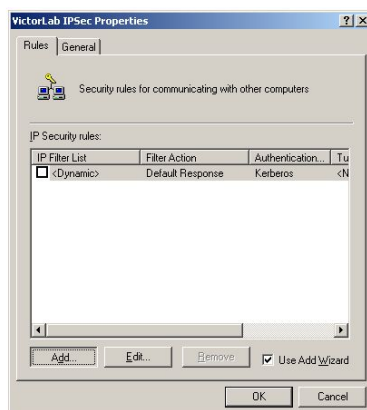 VictorLab IPSec Properties
Rules General
Security rules for communicating with other computers
IP Security rules:
IP Filter List Filter Action Authentication... Tu
<Dynamic> Default Response Kerberos <N
Add... Edit... Remove Use Add Wizard
OK Cancel